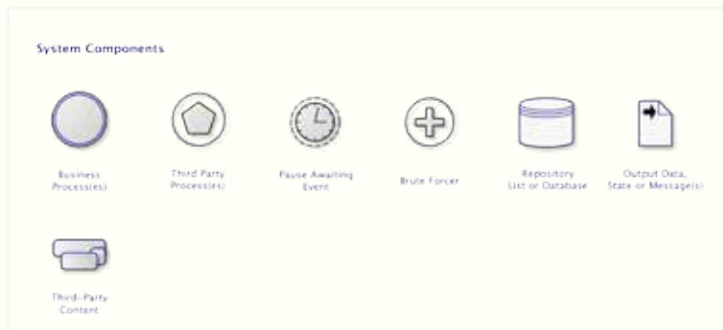 System Components
Business
Process(es)
Third Party
Process(es)
Pause Awaiting
Event
Brute Forcer
Repository
List or Database
Output Data,
State or Message(s)
Third-Party
Content